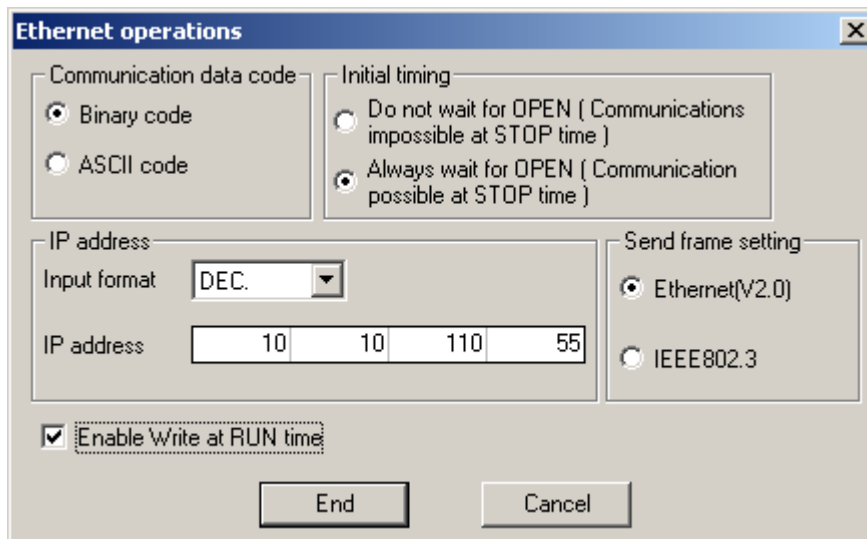 Ethernet operations
Communication data code
Binary code
ASCII code
Initial timing
Do not wait for OPEN ( Communications
impossible at STOP time )
Always wait for OPEN ( Communication
possible at STOP time )
IP address
Input format DEC.
IP address 10 10 110 55
Send frame setting
Ethernet(V2.0)
IEEE802.3
Enable Write at RUN time
End Cancel